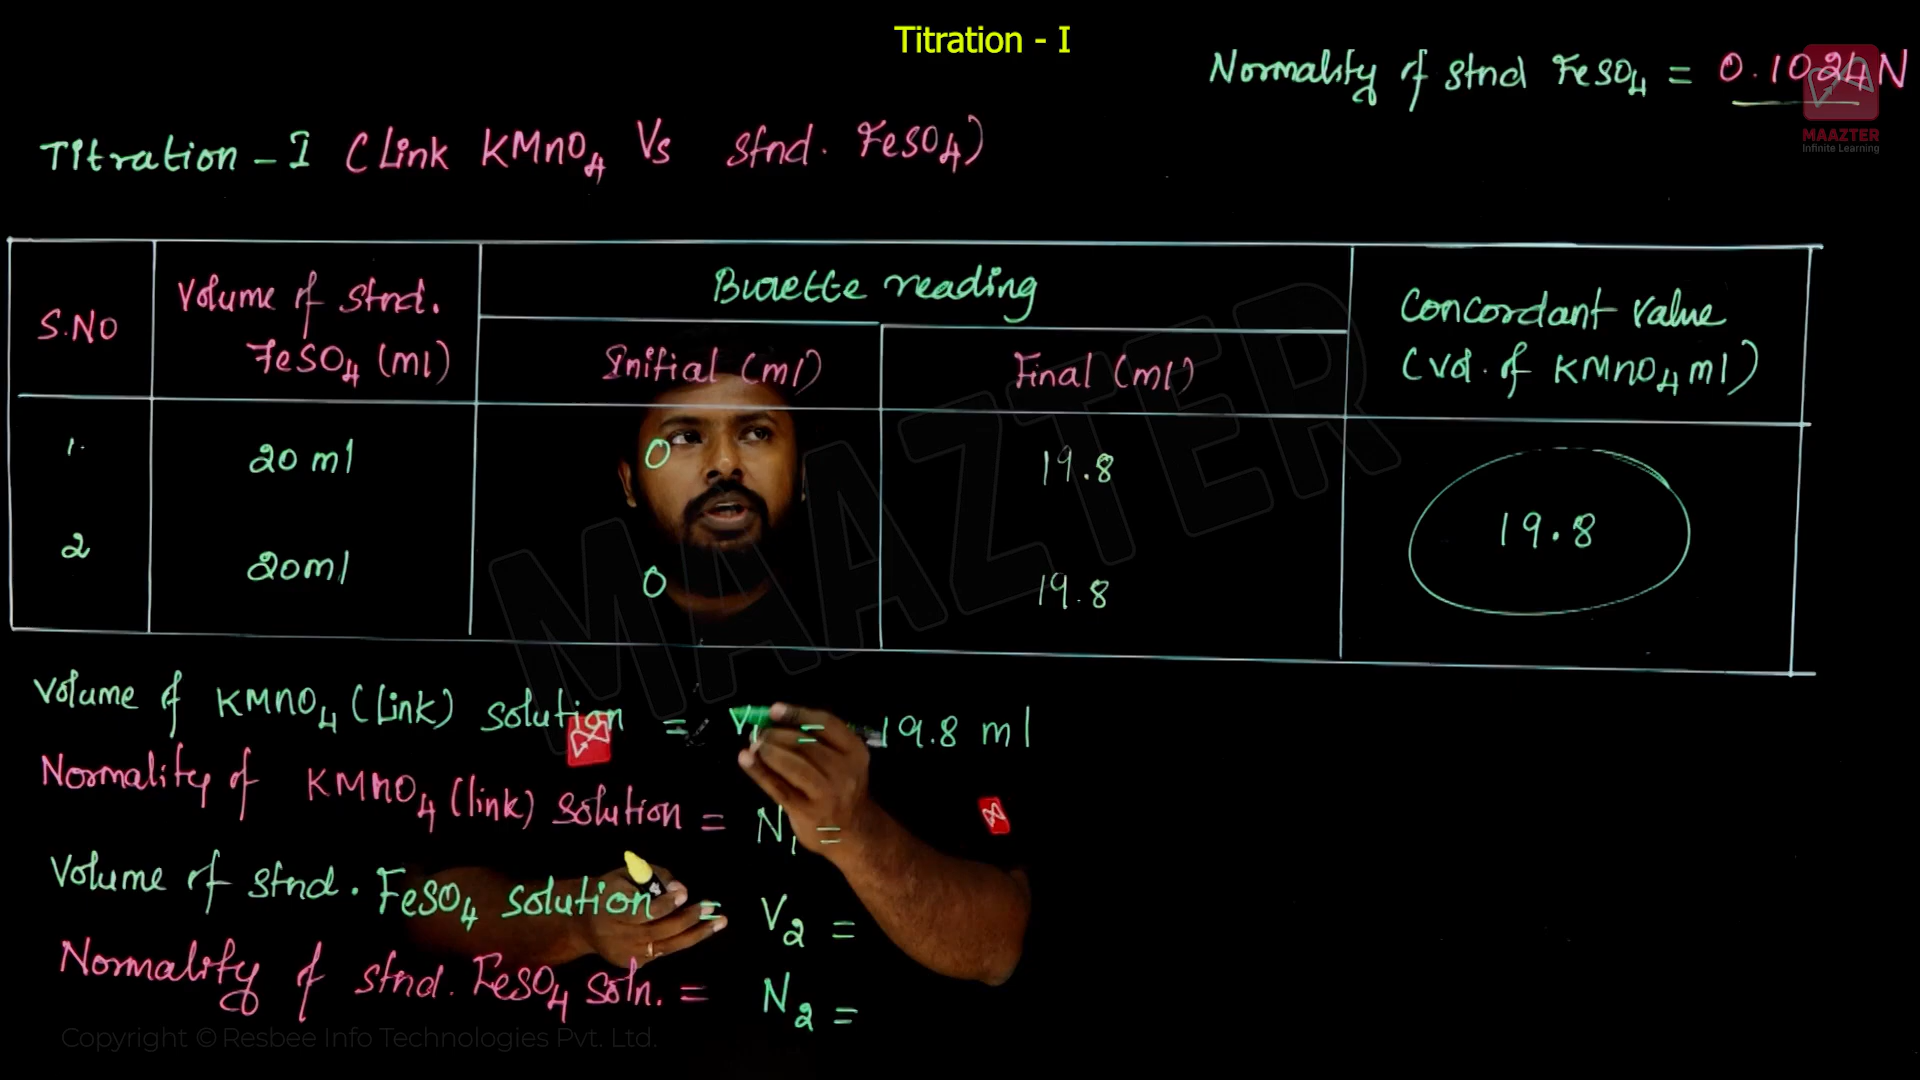 Titration - I
Normality of stnd FeSO4 = 0.1024 N
MAAZTER
Infinite Learning
Titration - I (Link KMnO4 Vs stnd. FeSO4)
S.NO
Volume of stnd. FeSO4 (ml)
Burette reading
Initial (ml)
Final (ml)
Concordant value
(vol. of KMnO4 ml)
1. 20 ml 0 19.8
19.8
2 20ml 0 19.8
MAAZTER
Volume of KMnO4 (Link) solution = V1 = 19.8 ml
Normality of KMnO4 (link) solution = N1 =
Volume of stnd. FeSO4 solution = V2 =
Normality of stnd. FeSO4 soln. = N2 =
Copyright © Resbee Info Technologies Pvt. Ltd.